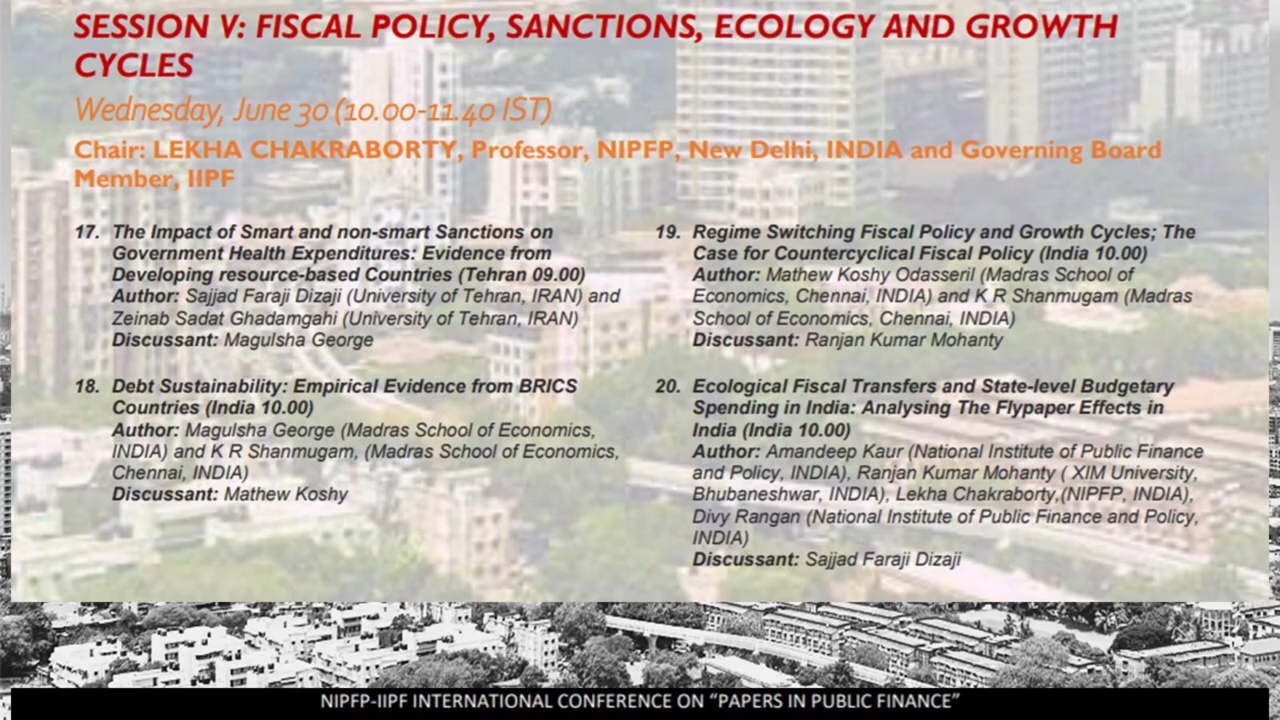 SESSION V: FISCAL POLICY, SANCTIONS, ECOLOGY AND GROWTH
CYCLES
Wednesday, June 30 (10.00-11.40 IST)
Chair: LEKHA CHAKRABORTY, Professor, NIPFP, New Delhi, INDIA and Governing Board
Member, IIPF
17. The Impact of Smart and non-smart Sanctions on
Government Health Expenditures: Evidence from
Developing resource-based Countries (Tehran 09.00)
Author: Sajjad Faraji Dizaji (University of Tehran, IRAN) and
Zeinab Sadat Ghadamgahi (University of Tehran, IRAN)
Discussant: Magulsha George
18. Debt Sustainability: Empirical Evidence from BRICS
Countries (India 10.00)
Author: Magulsha George (Madras School of Economics,
INDIA) and K R Shanmugam, (Madras School of Economics,
Chennai, INDIA)
Discussant: Mathew Koshy
19. Regime Switching Fiscal Policy and Growth Cycles; The
Case for Countercyclical Fiscal Policy (India 10.00)
Author: Mathew Koshy Odasseril (Madras School of
Economics, Chennai, INDIA) and K R Shanmugam (Madras
School of Economics, Chennai, INDIA)
Discussant: Ranjan Kumar Mohanty
20. Ecological Fiscal Transfers and State-level Budgetary
Spending in India: Analysing The Flypaper Effects in
India (India 10.00)
Author: Amandeep Kaur (National Institute of Public Finance
and Policy, INDIA), Ranjan Kumar Mohanty ( XIM University,
Bhubaneshwar, INDIA), Lekha Chakraborty,(NIPFP, INDIA),
Divy Rangan (National Institute of Public Finance and Policy,
INDIA)
Discussant: Sajjad Faraji Dizaji
NIPFP-IIPF INTERNATIONAL CONFERENCE ON “PAPERS IN PUBLIC FINANCE”